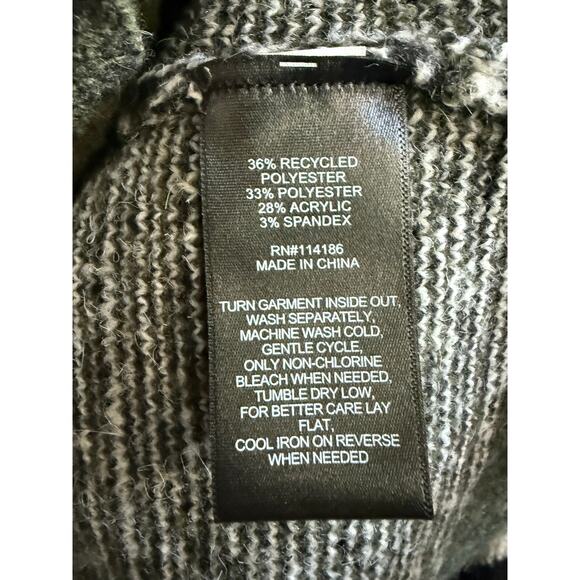 36% RECYCLED
POLYESTER
33% POLYESTER
28% ACRYLIC
3% SPANDEX
RN#114186
MADE IN CHINA
TURN GARMENT INSIDE OUT,
WASH SEPARATELY,
MACHINE WASH COLD,
GENTLE CYCLE,
ONLY NON-CHLORINE
BLEACH WHEN NEEDED,
TUMBLE DRY LOW,
FOR BETTER CARE LAY
FLAT,
COOL IRON ON REVERSE
WHEN NEEDED